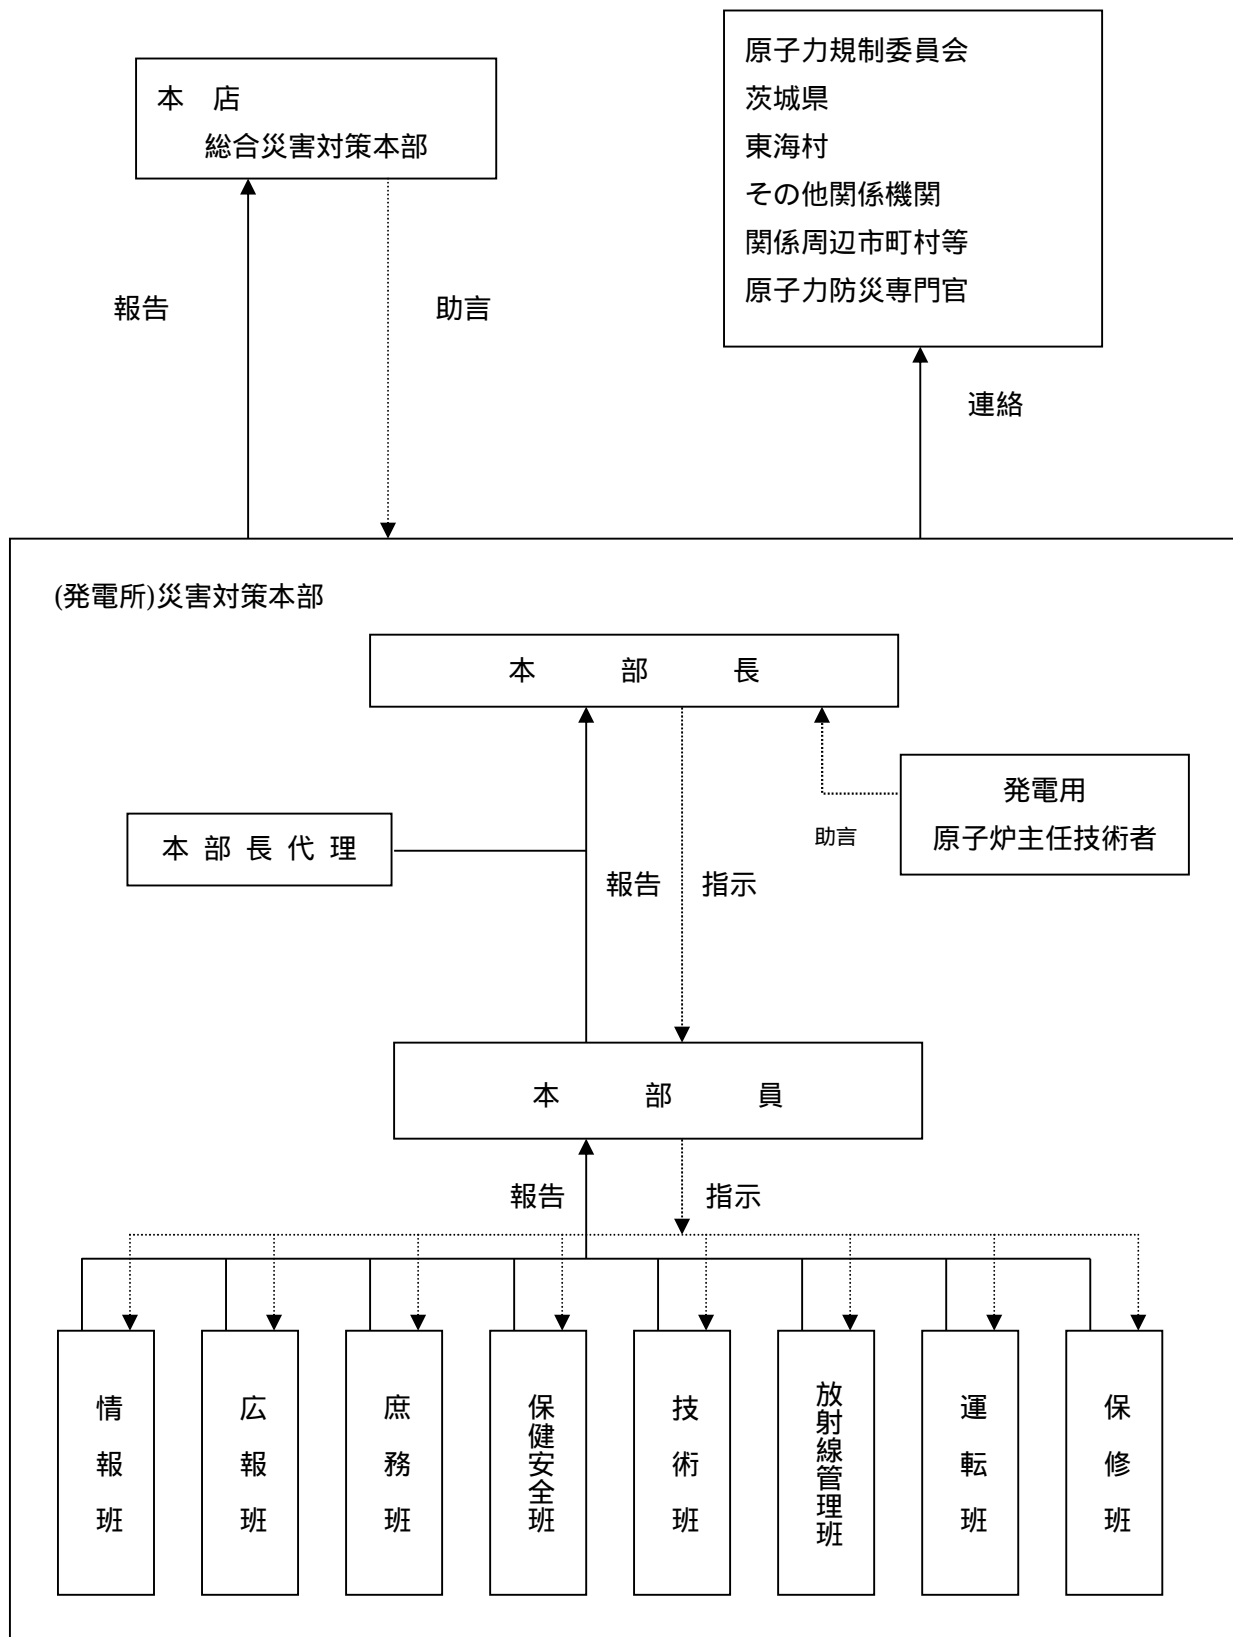 本　店
総合災害対策本部
原子力規制委員会
茨城県
東海村
その他関係機関
関係周辺市町村等
原子力防災専門官
報告
助言
連絡
(発電所)災害対策本部
本　部　長
発電用
原子炉主任技術者
助言
本部長代理
報告
指示
本　部　員
報告
指示
情報班
広報班
庶務班
保健安全班
技術班
放射線管理班
運転班
保修班